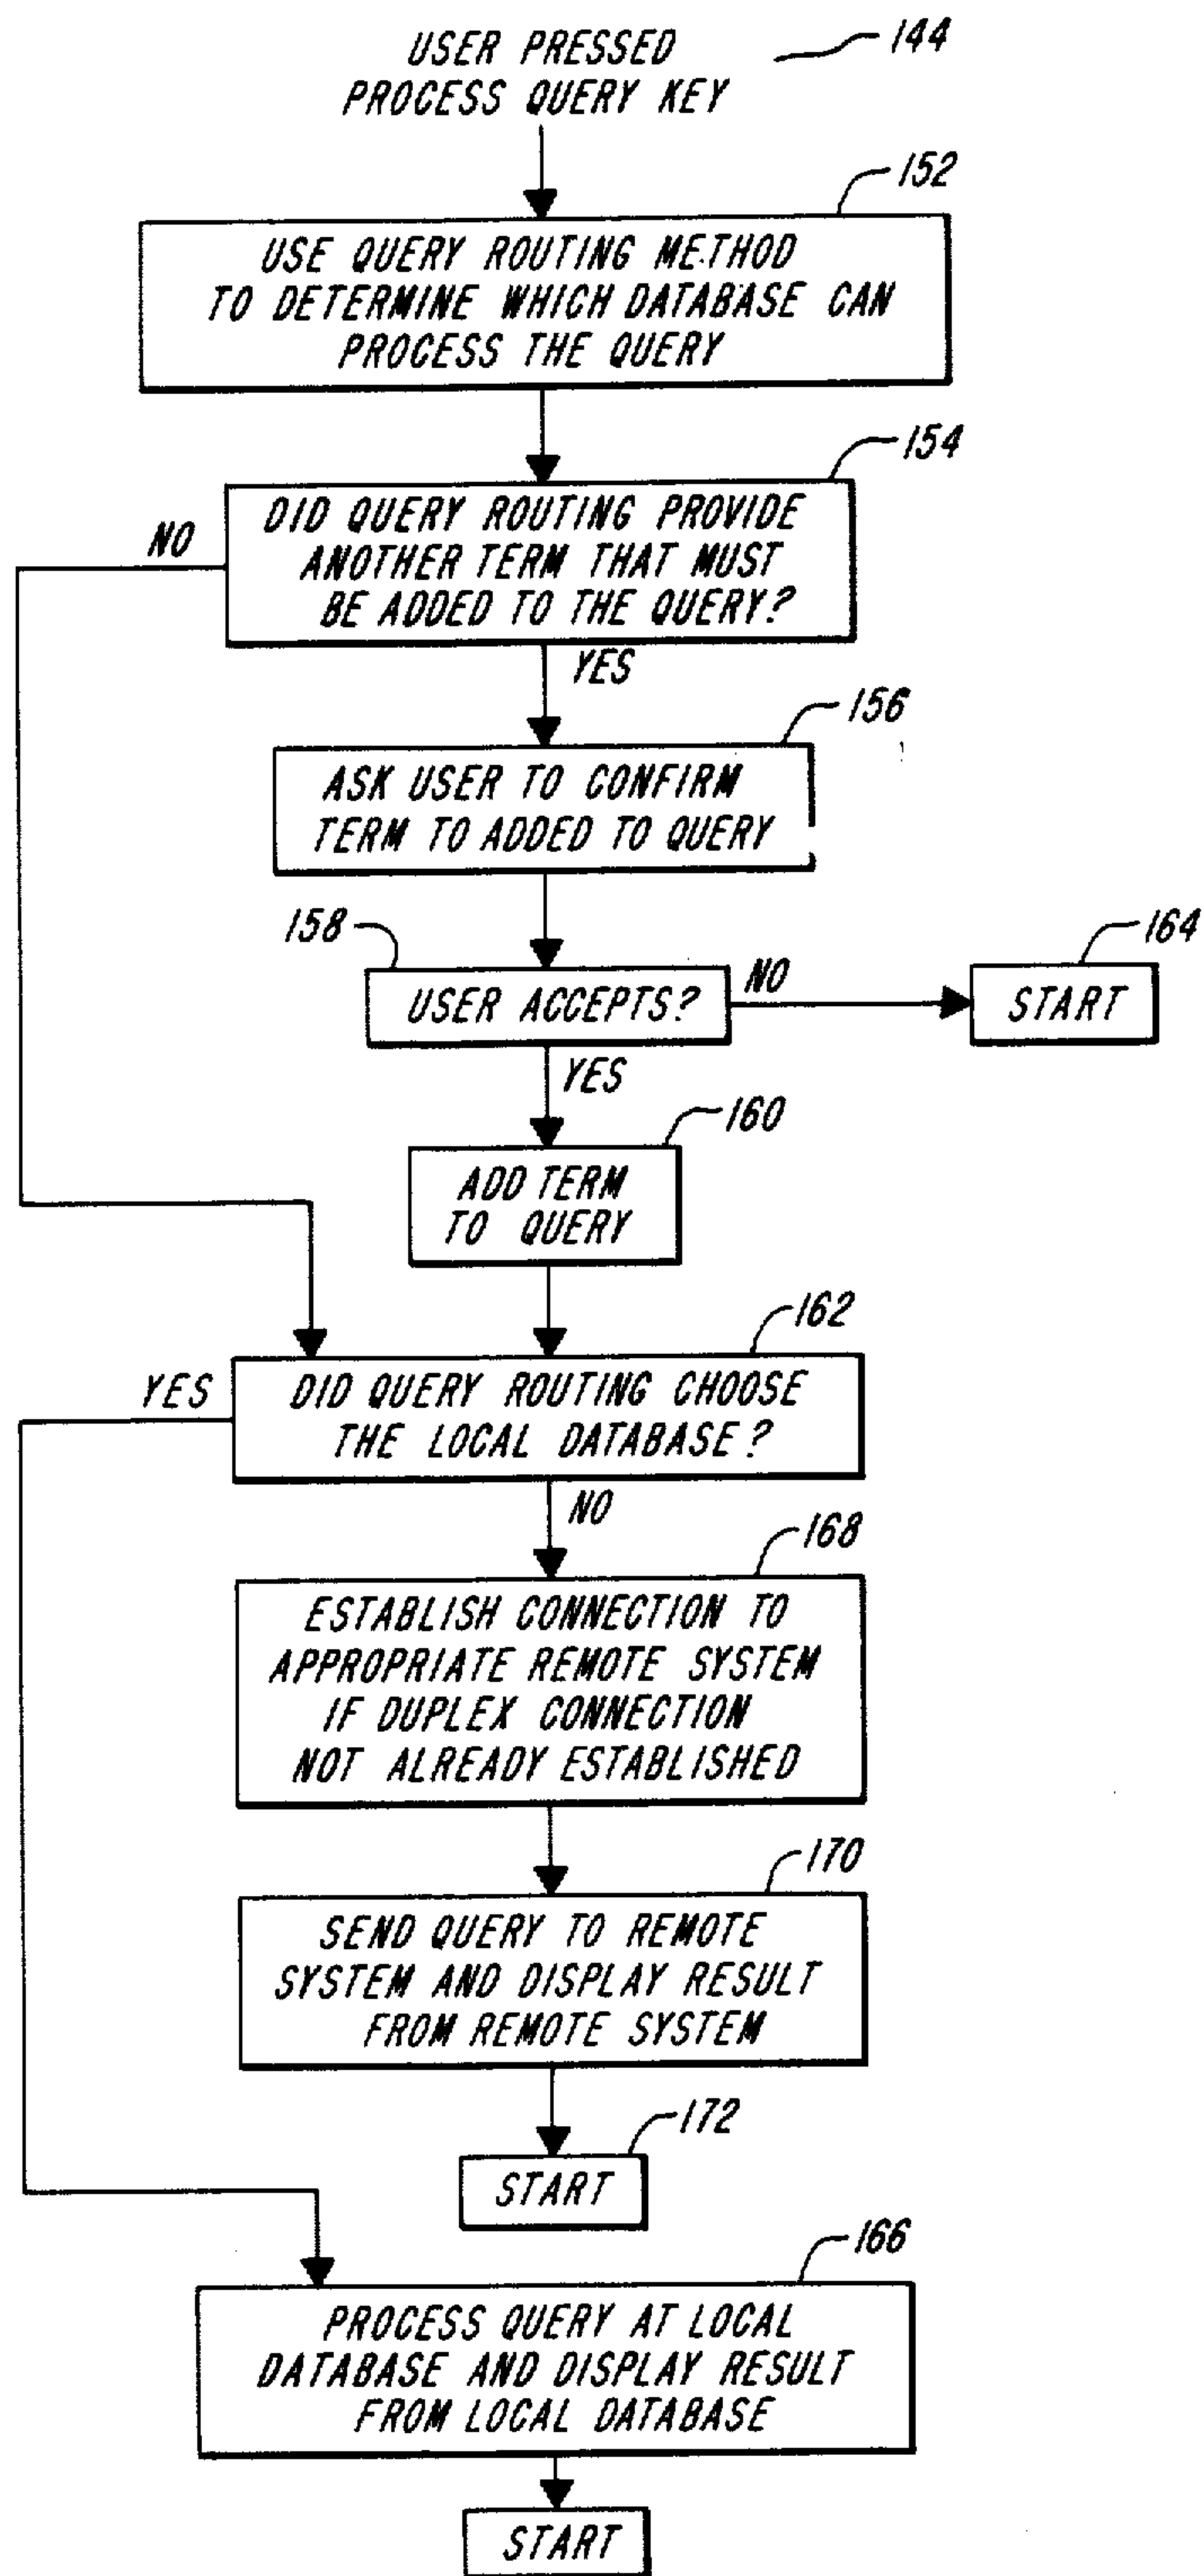 USER PRESSED
PROCESS QUERY KEY
144
152
USE QUERY ROUTING METHOD
TO DETERMINE WHICH DATABASE CAN
PROCESS THE QUERY
154
DID QUERY ROUTING PROVIDE
ANOTHER TERM THAT MUST
BE ADDED TO THE QUERY?
NO
YES
156
ASK USER TO CONFIRM
TERM TO ADDED TO QUERY
158
USER ACCEPTS?
NO
164
START
YES
160
ADD TERM
TO QUERY
162
DID QUERY ROUTING CHOOSE
THE LOCAL DATABASE?
YES
NO
168
ESTABLISH CONNECTION TO
APPROPRIATE REMOTE SYSTEM
IF DUPLEX CONNECTION
NOT ALREADY ESTABLISHED
170
SEND QUERY TO REMOTE
SYSTEM AND DISPLAY RESULT
FROM REMOTE SYSTEM
172
START
166
PROCESS QUERY AT LOCAL
DATABASE AND DISPLAY RESULT
FROM LOCAL DATABASE
START